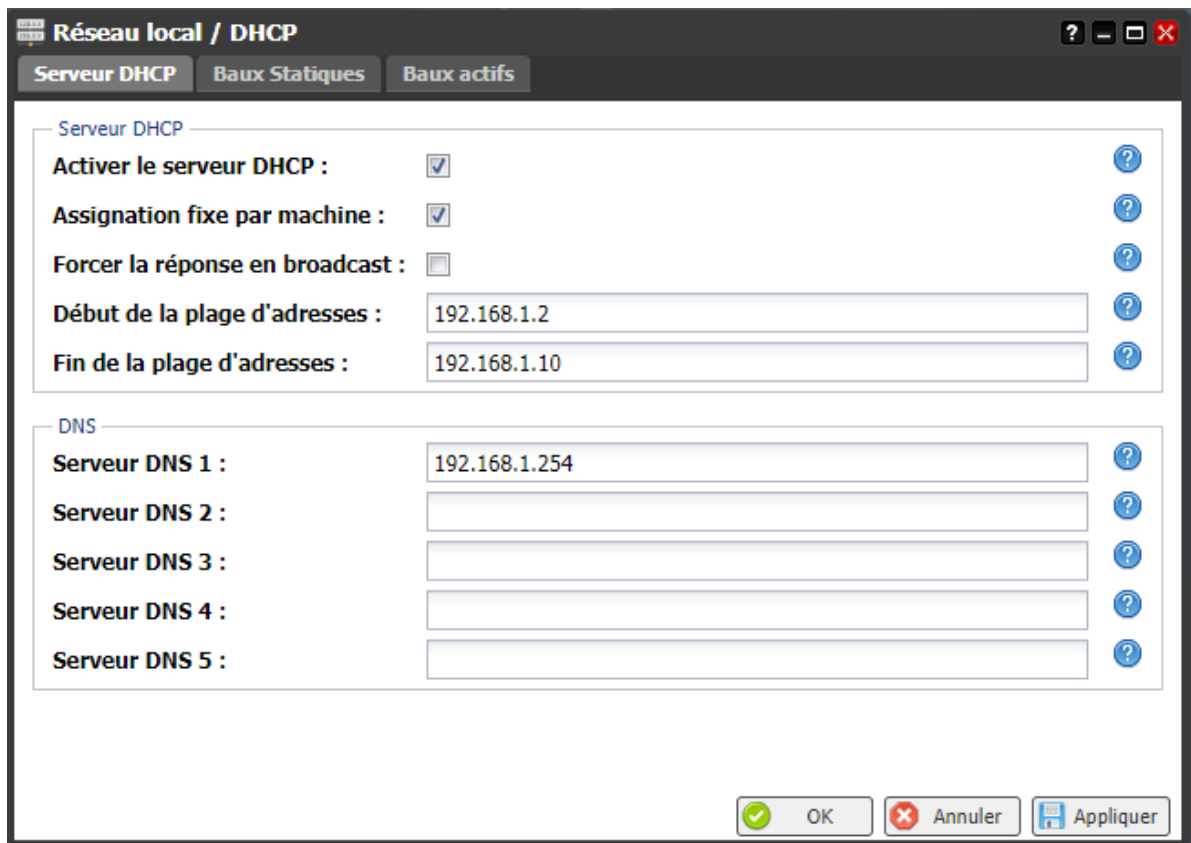 Réseau local / DHCP
Serveur DHCP Baux Statiques Baux actifs
Serveur DHCP
Activer le serveur DHCP :
Assignation fixe par machine :
Forcer la réponse en broadcast :
Début de la plage d'adresses : 192.168.1.2
Fin de la plage d'adresses : 192.168.1.10
DNS
Serveur DNS 1 : 192.168.1.254
Serveur DNS 2 :
Serveur DNS 3 :
Serveur DNS 4 :
Serveur DNS 5 :
OK Annuler Appliquer